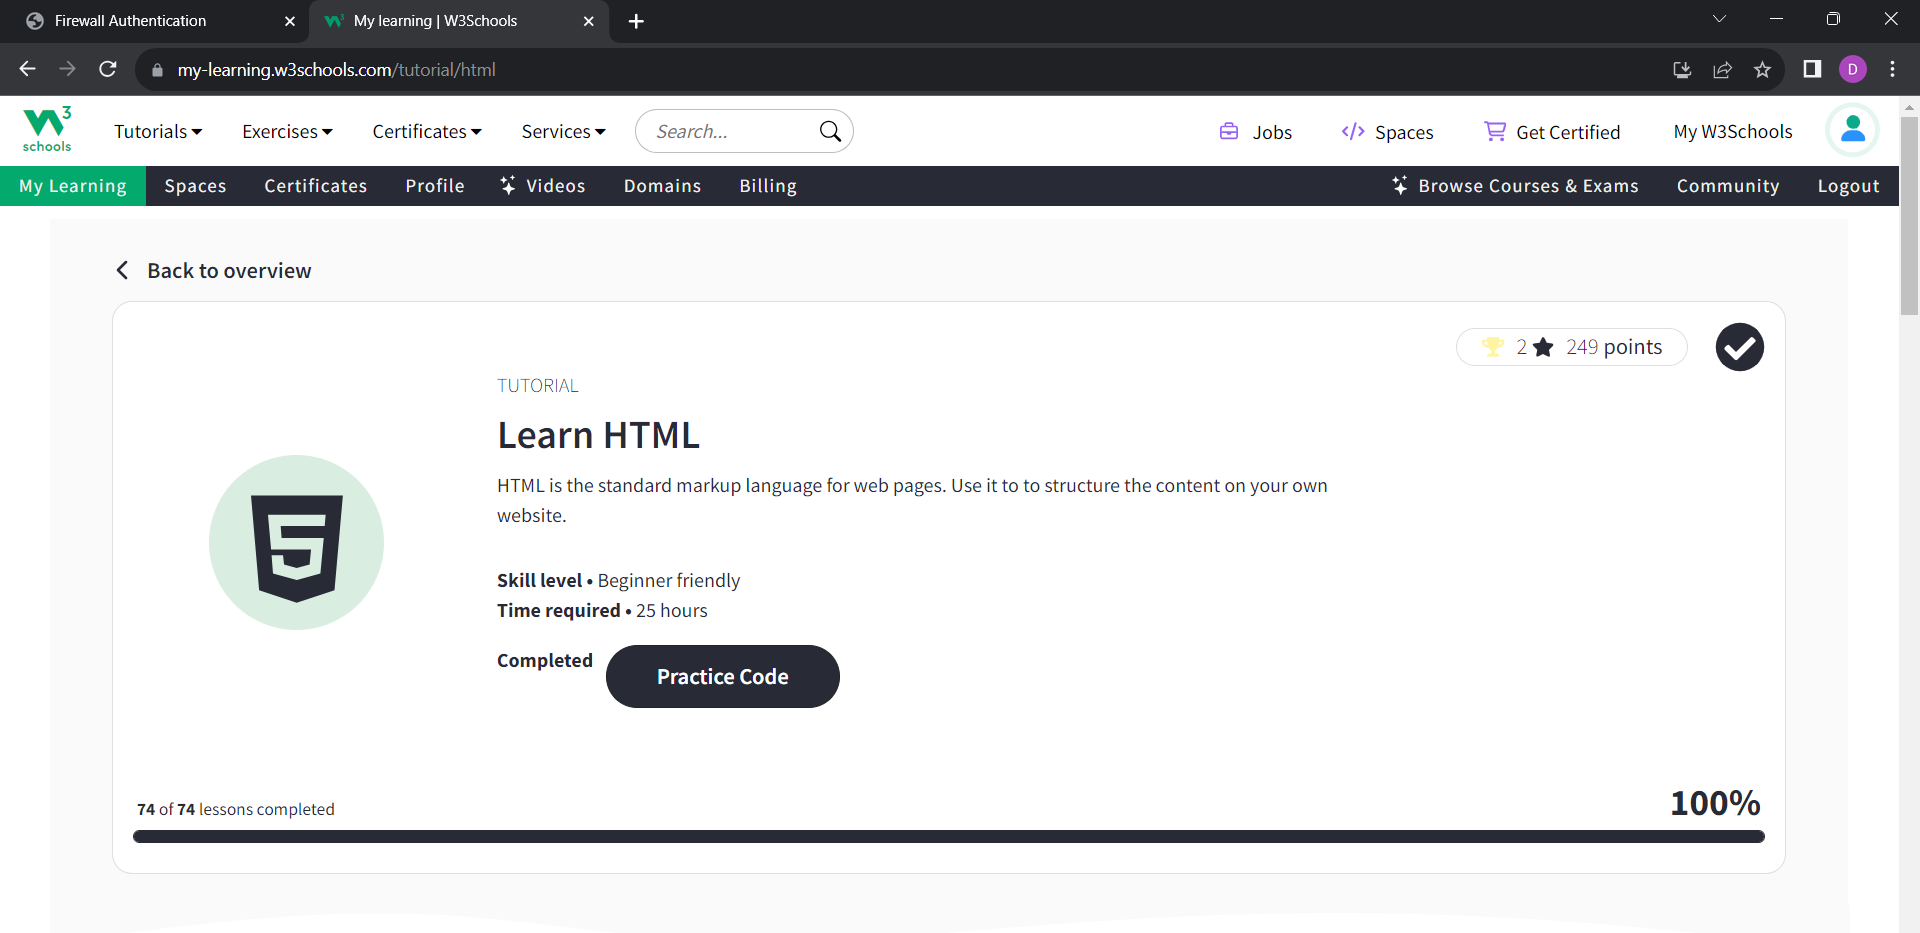 Firewall Authentication
My learning | W3Schools
my-learning.w3schools.com/tutorial/html
D
3
schools
Tutorials
Exercises
Certificates
Services
Search...
Jobs
Spaces
Get Certified
My W3Schools
My Learning
Spaces
Certificates
Profile
Videos
Domains
Billing
Browse Courses & Exams
Community
Logout
Back to overview
2 249 points
TUTORIAL
Learn HTML
HTML is the standard markup language for web pages. Use it to to structure the content on your own
website.
Skill level • Beginner friendly
Time required • 25 hours
Completed
Practice Code
74 of 74 lessons completed
100%